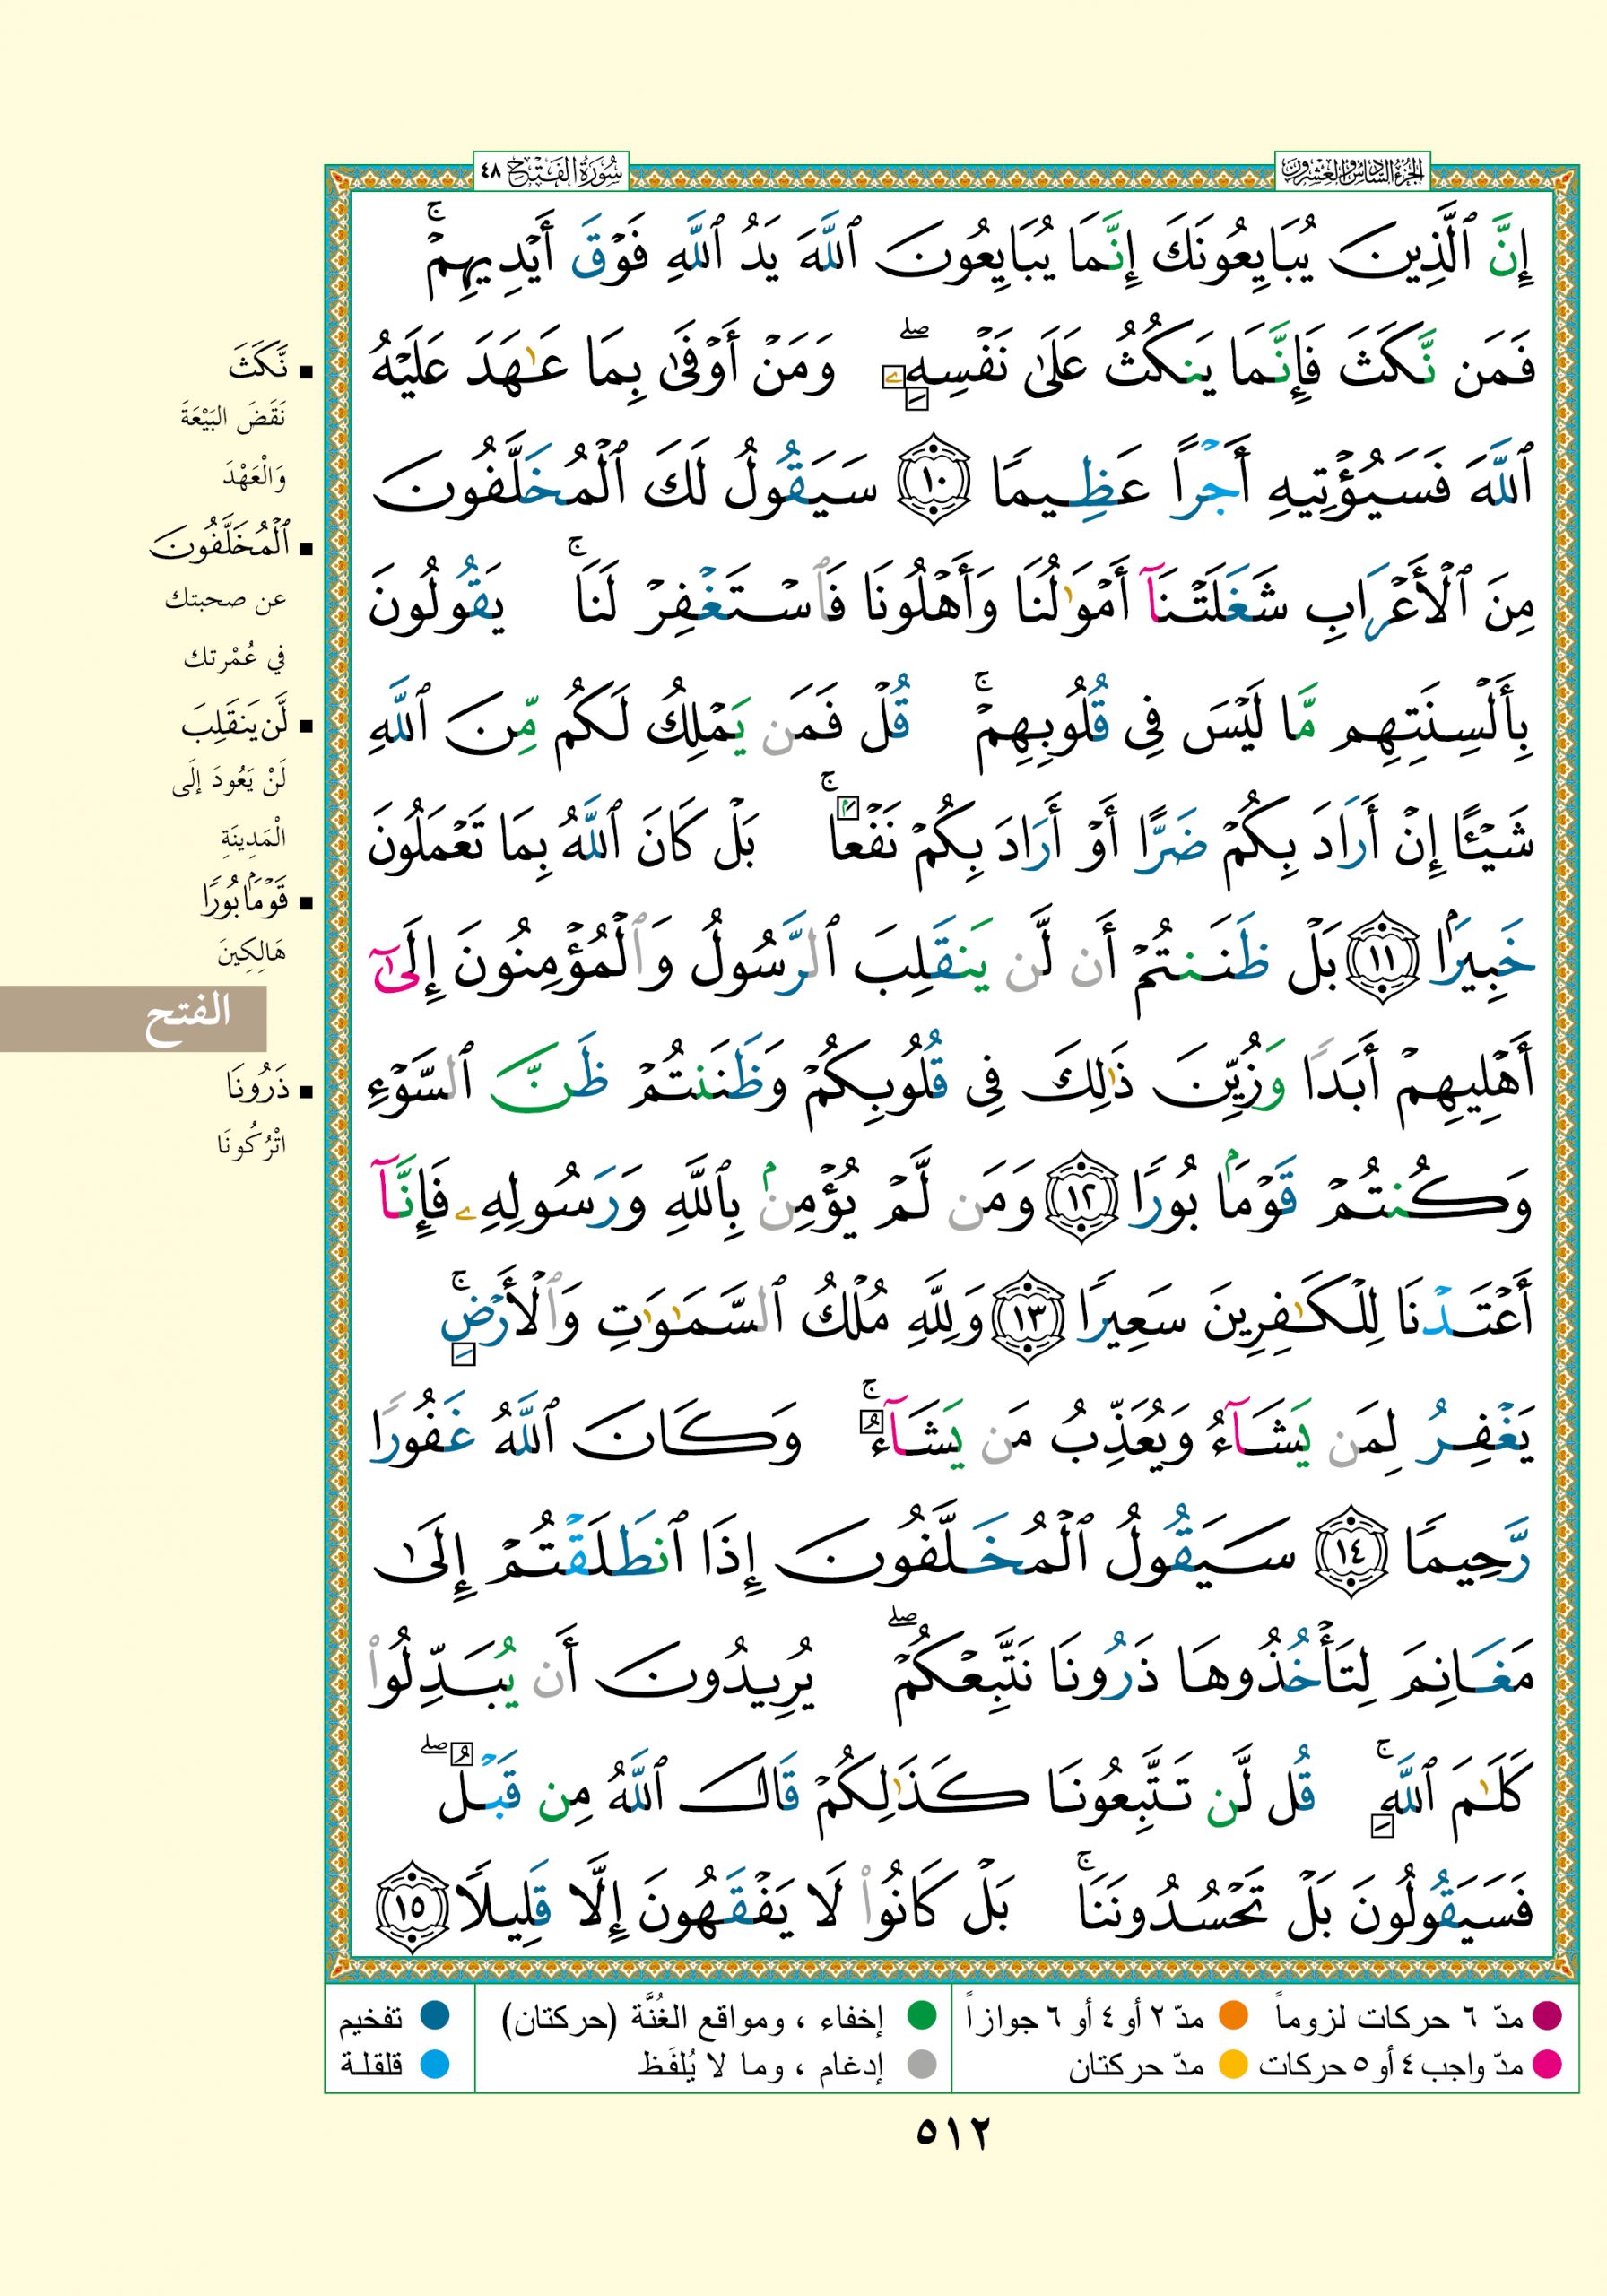 الجزء السادس والعشرون
سورة الفتح ٤٨
إِنَّ ٱلَّذِينَ يُبَايِعُونَكَ إِنَّمَا يُبَايِعُونَ ٱللَّهَ يَدُ ٱللَّهِ فَوْقَ أَيْدِيهِمْ ۚ
فَمَن نَّكَثَ فَإِنَّمَا يَنكُثُ عَلَىٰ نَفْسِهِۦ ۖ وَمَنْ أَوْفَىٰ بِمَا عَـٰهَدَ عَلَيْهُ
ٱللَّهَ فَسَيُؤْتِيهِ أَجْرًا عَظِيمًا ١٠ سَيَقُولُ لَكَ ٱلْمُخَلَّفُونَ
مِنَ ٱلْأَعْرَابِ شَغَلَتْنَآ أَمْوَٰلُنَا وَأَهْلُونَا فَٱسْتَغْفِرْ لَنَا ۚ يَقُولُونَ
بِأَلْسِنَتِهِم مَّا لَيْسَ فِى قُلُوبِهِمْ ۚ قُلْ فَمَن يَمْلِكُ لَكُم مِّنَ ٱللَّهِ
شَيْـًٔا إِنْ أَرَادَ بِكُمْ ضَرًّا أَوْ أَرَادَ بِكُمْ نَفْعًۢا ۚ بَلْ كَانَ ٱللَّهُ بِمَا تَعْمَلُونَ
خَبِيرًۢا ١١ بَلْ ظَنَنتُمْ أَن لَّن يَنقَلِبَ ٱلرَّسُولُ وَٱلْمُؤْمِنُونَ إِلَىٰٓ
أَهْلِيهِمْ أَبَدًا وَزُيِّنَ ذَٰلِكَ فِى قُلُوبِكُمْ وَظَنَنتُمْ ظَنَّ ٱلسَّوْءِ
وَكُنتُمْ قَوْمًۢا بُورًا ١٢ وَمَن لَّمْ يُؤْمِنۢ بِٱللَّهِ وَرَسُولِهِۦ فَإِنَّآ
أَعْتَدْنَا لِلْكَـٰفِرِينَ سَعِيرًا ١٣ وَلِلَّهِ مُلْكُ ٱلسَّمَـٰوَٰتِ وَٱلْأَرْضِ ۚ
يَغْفِرُ لِمَن يَشَآءُ وَيُعَذِّبُ مَن يَشَآءُ ۚ وَكَانَ ٱللَّهُ غَفُورًا
رَّحِيمًا ١٤ سَيَقُولُ ٱلْمُخَلَّفُونَ إِذَا ٱنطَلَقْتُمْ إِلَىٰ
مَغَانِمَ لِتَأْخُذُوهَا ذَرُونَا نَتَّبِعْكُمْ ۖ يُرِيدُونَ أَن يُبَدِّلُوا۟
كَلَـٰمَ ٱللَّهِ ۚ قُل لَّن تَتَّبِعُونَا كَذَٰلِكُمْ قَالَ ٱللَّهُ مِن قَبْلُ ۖ
فَسَيَقُولُونَ بَلْ تَحْسُدُونَنَا ۚ بَلْ كَانُوا۟ لَا يَفْقَهُونَ إِلَّا قَلِيلًا ١٥
نَّكَثَ
نَقَضَ البَيْعَةَ
وَالْعَهْدَ
ٱلْمُخَلَّفُونَ
عن صحبتك
في عُمْرتك
لَّن يَنقَلِبَ
لَنْ يَعُودَ إلَى
الْمَدِينَةِ
قَوْمًۢا بُورًا
هَالِكِينَ
الفتح
ذَرُونَا
اتْرُكُونَا
مدّ ٦ حركات لزوماً مدّ ٢ أو ٤ أو ٦ جوازاً إخفاء ، ومواقع الغُنَّة (حركتان) تفخيم
مدّ واجب ٤ أو ٥ حركات مدّ حركتان إدغام ، وما لا يُلفَظ قلقلة
٥١٢